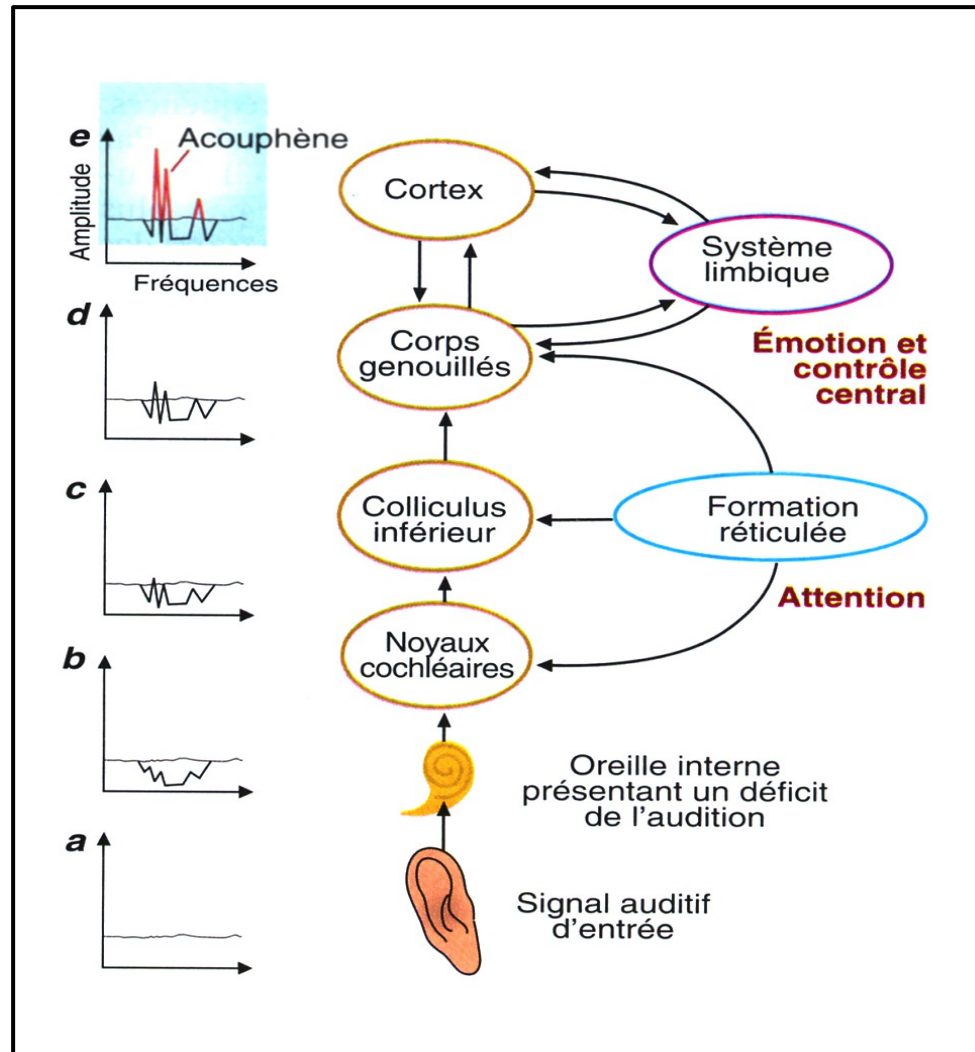 e
Acouphène
Amplitude
Fréquences
Cortex
Système
limbique
d
Corps
genouillés
Émotion et
contrôle
central
c
Colliculus
inférieur
Formation
réticulée
Attention
b
Noyaux
cochléaires
Oreille interne
présentant un déficit
de l'audition
a
Signal auditif
d'entrée